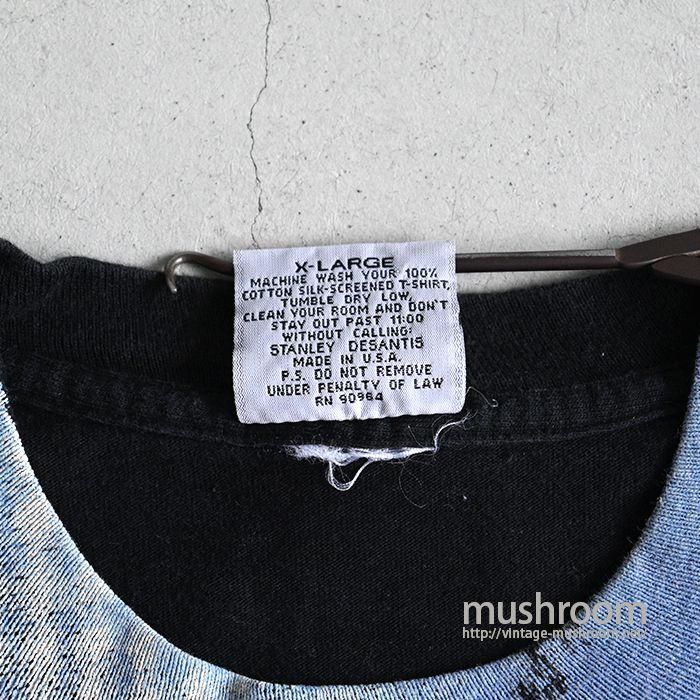 X-LARGE
MACHINE WASH YOUR 100%
COTTON SILK-SCREENED T-SHIRT,
TUMBLE DRY LOW,
CLEAN YOUR ROOM AND DON'T
STAY OUT PAST 11:00
WITHOUT CALLING:
STANLEY DESANTIS
MADE IN U.S.A.
P.S. DO NOT REMOVE
UNDER PENALTY OF LAW
RN 90964
mushroom
http://vintage-mushroom.net